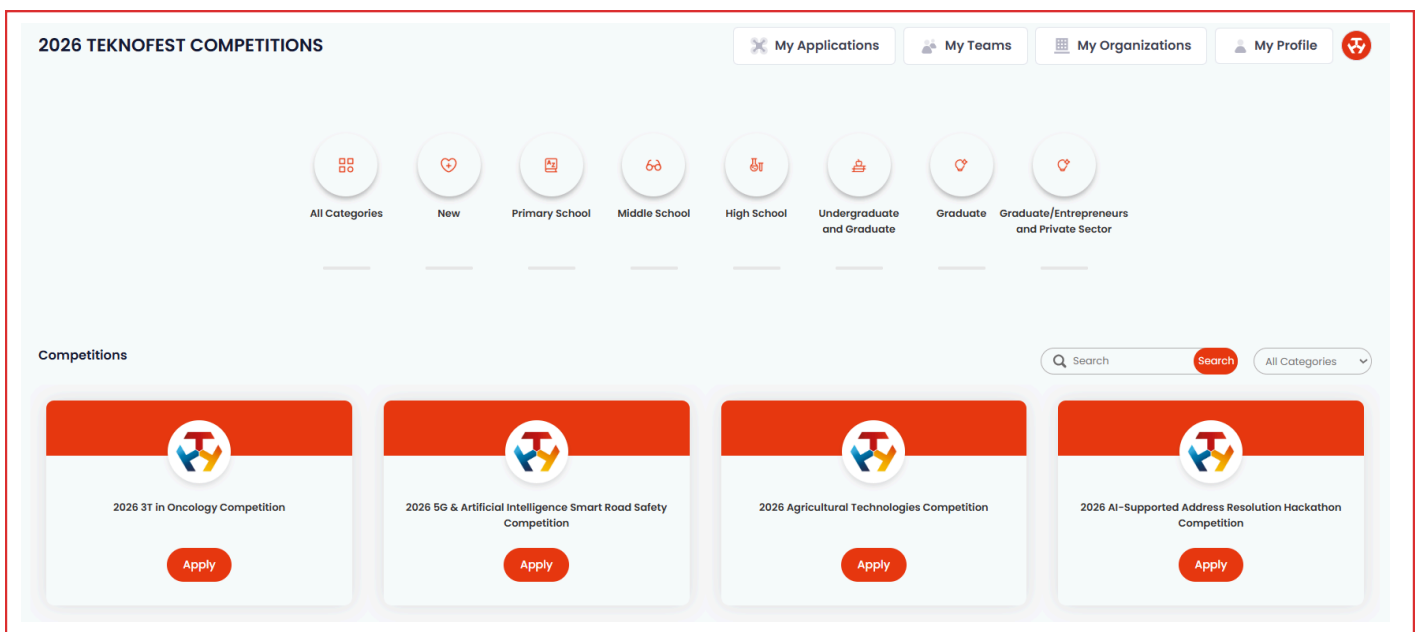 2026 TEKNOFEST COMPETITIONS
My Applications
My Teams
My Organizations
My Profile
All Categories
New
Primary School
Middle School
High School
Undergraduate
and Graduate
Graduate
Graduate/Entrepreneurs
and Private Sector
Competitions
Search
Search
All Categories
2026 3T in Oncology Competition
Apply
2026 5G & Artificial Intelligence Smart Road Safety
Competition
Apply
2026 Agricultural Technologies Competition
Apply
2026 AI-Supported Address Resolution Hackathon
Competition
Apply